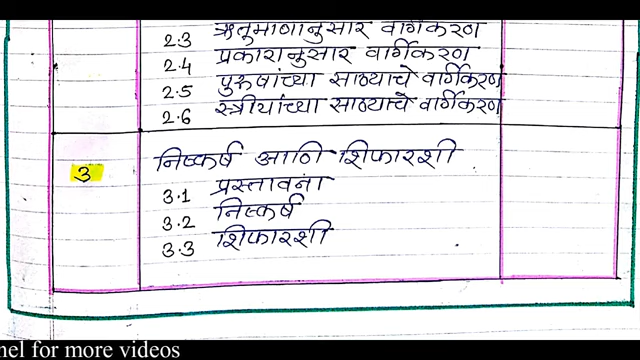 2.3 ऋतुमाणानुसार वर्गिकरण
2.4 प्रकारानुसार वर्गिकरण
2.5 पुरुषांच्या साठ्याचे वर्गिकरण
2.6 स्त्रीयांच्या साठ्याचे वर्गिकरण
3 निष्कर्ष आणि शिफारशी
3.1 प्रस्तावना
3.2 निष्कर्ष
3.3 शिफारशी
nel for more videos